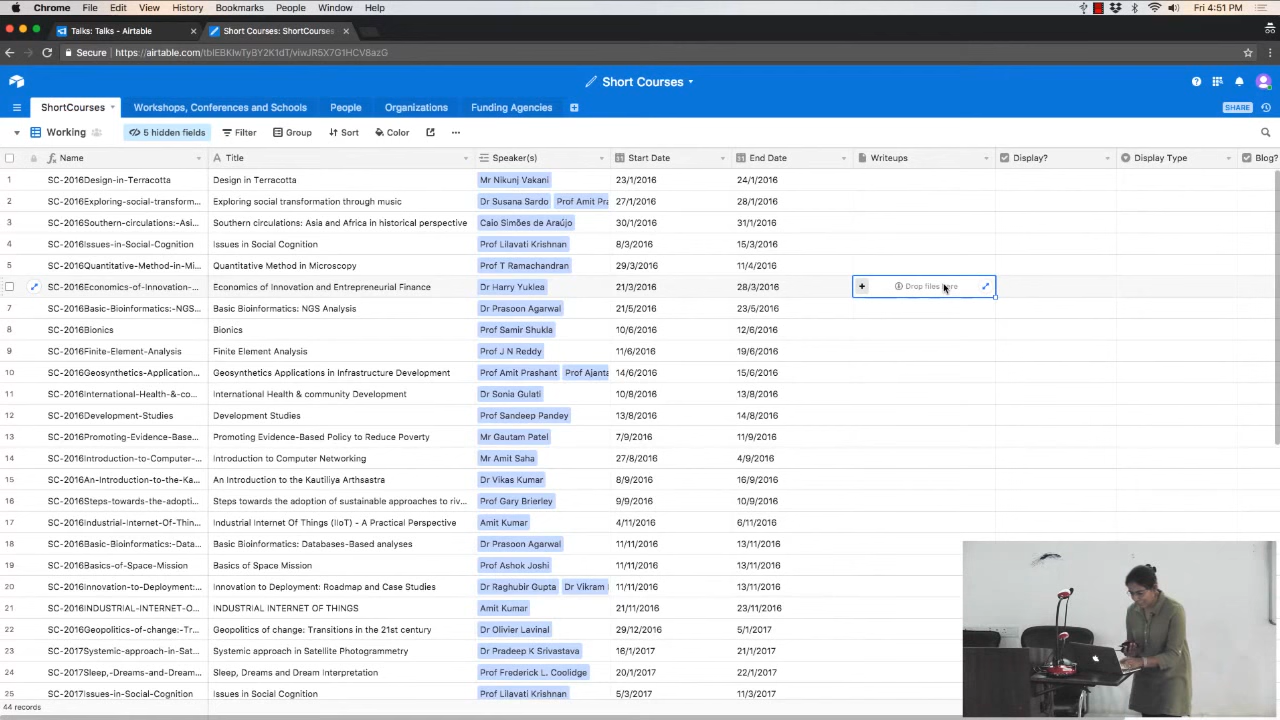 Chrome File Edit View History Bookmarks People Window Help Fri 4:51 PM
Talks: Talks - Airtable Short Courses: ShortCourses
Secure https://airtable.com/tblEBKIwTyBY2K1dT/viwJR5X7G1HCV8azG
Short Courses
ShortCourses Workshops, Conferences and Schools People Organizations Funding Agencies SHARE
Working 5 hidden fields Filter Group Sort Color
Name Title Speaker(s) Start Date End Date Writeups Display? Display Type Blog?
1 SC-2016Design-in-Terracotta Design in Terracotta Mr Nikunj Vakani 23/1/2016 24/1/2016
2 SC-2016Exploring-social-transform... Exploring social transformation through music Dr Susana Sardo Prof Amit Pra 26/1/2016 28/1/2016
3 SC-2016Southern-circulations:-Asi... Southern circulations: Asia and Africa in historical perspective Caio Simões de Araújo 30/1/2016 31/1/2016
4 SC-2016Issues-in-Social-Cognition Issues in Social Cognition Prof Lilavati Krishnan 8/3/2016 15/3/2016
5 SC-2016Quantitative-Method-in-Mi... Quantitative Method in Microscopy Prof T Ramachandran 29/3/2016 11/4/2016
SC-2016Economics-of-Innovation-... Economics of Innovation and Entrepreneurial Finance Dr Harry Yuklea 21/3/2016 28/3/2016 Drop files here
7 SC-2016Basic-Bioinformatics:-NGS... Basic Bioinformatics: NGS Analysis Dr Prasoon Agarwal 21/5/2016 23/5/2016
8 SC-2016Bionics Bionics Prof Samir Shukla 10/6/2016 12/6/2016
9 SC-2016Finite-Element-Analysis Finite Element Analysis Prof J N Reddy 11/6/2016 19/6/2016
10 SC-2016Geosynthetics-Application... Geosynthetics Applications in Infrastructure Development Prof Amit Prashant Prof Ajanta 14/6/2016 15/6/2016
11 SC-2016International-Health-&-co... International Health & community Development Dr Sonia Gulati 10/8/2016 13/8/2016
12 SC-2016Development-Studies Development Studies Prof Sandeep Pandey 13/8/2016 14/8/2016
13 SC-2016Promoting-Evidence-Base... Promoting Evidence-Based Policy to Reduce Poverty Mr Gautam Patel 7/9/2016 11/9/2016
14 SC-2016Introduction-to-Computer-... Introduction to Computer Networking Mr Amit Saha 27/8/2016 4/9/2016
15 SC-2016An-Introduction-to-the-Ka... An Introduction to the Kautiliya Arthsastra Dr Vikas Kumar 8/9/2016 16/9/2016
16 SC-2016Steps-towards-the-adopti... Steps towards the adoption of sustainable approaches to riv... Prof Gary Brierley 9/9/2016 10/9/2016
17 SC-2016Industrial-Internet-Of-Thin... Industrial Internet Of Things (IIoT) - A Practical Perspective Amit Kumar 4/11/2016 6/11/2016
18 SC-2016Basic-Bioinformatics:-Data... Basic Bioinformatics: Databases-Based analyses Dr Prasoon Agarwal 11/11/2016 13/11/2016
19 SC-2016Basics-of-Space-Mission Basics of Space Mission Prof Ashok Joshi 11/11/2016 13/11/2016
20 SC-2016Innovation-to-Deployment:... Innovation to Deployment: Roadmap and Case Studies Dr Raghubir Gupta Dr Vikram 11/11/2016 13/11/2016
21 SC-2016INDUSTRIAL-INTERNET-O... INDUSTRIAL INTERNET OF THINGS Amit Kumar 21/11/2016 23/11/2016
22 SC-2016Geopolitics-of-change:-Tr... Geopolitics of change: Transitions in the 21st century Dr Olivier Lavinal 29/12/2016 5/1/2017
23 SC-2017Systemic-approach-in-Sat... Systemic approach in Satellite Photogrammetry Dr Pradeep K Srivastava 16/1/2017 21/1/2017
24 SC-2017Sleep,-Dreams-and-Dream... Sleep, Dreams and Dream Interpretation Prof Frederick L. Coolidge 20/1/2017 24/1/2017
25 SC-2017Issues-in-Social-Cognition Issues in Social Cognition Prof Lilavati Krishnan 5/3/2017 11/3/2017
44 records